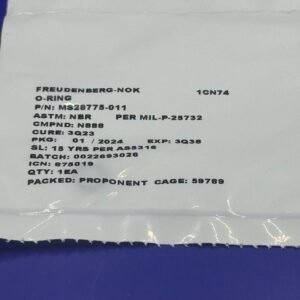 FREUDENBERG-NOK 1CN74
O-RING
P/N: MS28775-011
ASTM: NBR PER MIL-P-25732
CMPND: N888
CURE: 3Q23
PKG: 01 / 2024 EXP: 3Q38
SL: 15 YRS PER AS5316
BATCH: 0022693026
ICN: 675019
QTY: 1EA
PACKED: PROPONENT CAGE: 59789